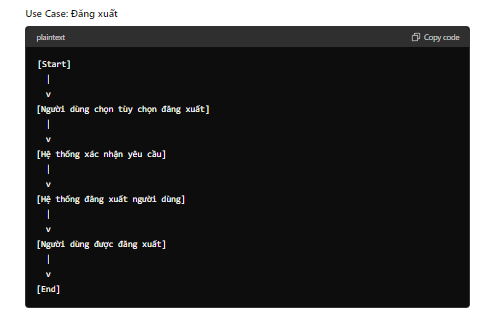 Use Case: Đăng xuất
plaintext
Copy code
[Start]
|
v
[Người dùng chọn tùy chọn đăng xuất]
|
v
[Hệ thống xác nhận yêu cầu]
|
v
[Hệ thống đăng xuất người dùng]
|
v
[Người dùng được đăng xuất]
|
v
[End]